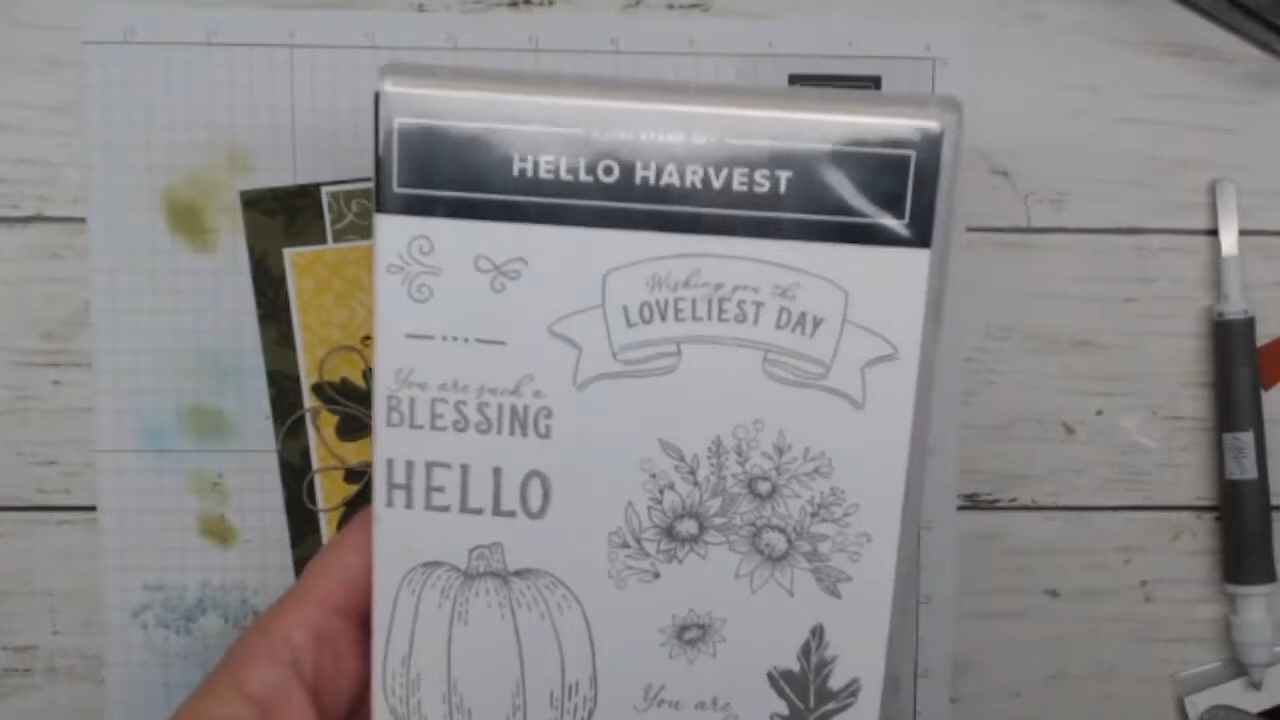 HELLO HARVEST
Wishing you the
LOVELIEST DAY
You are such a
BLESSING
HELLO
You are